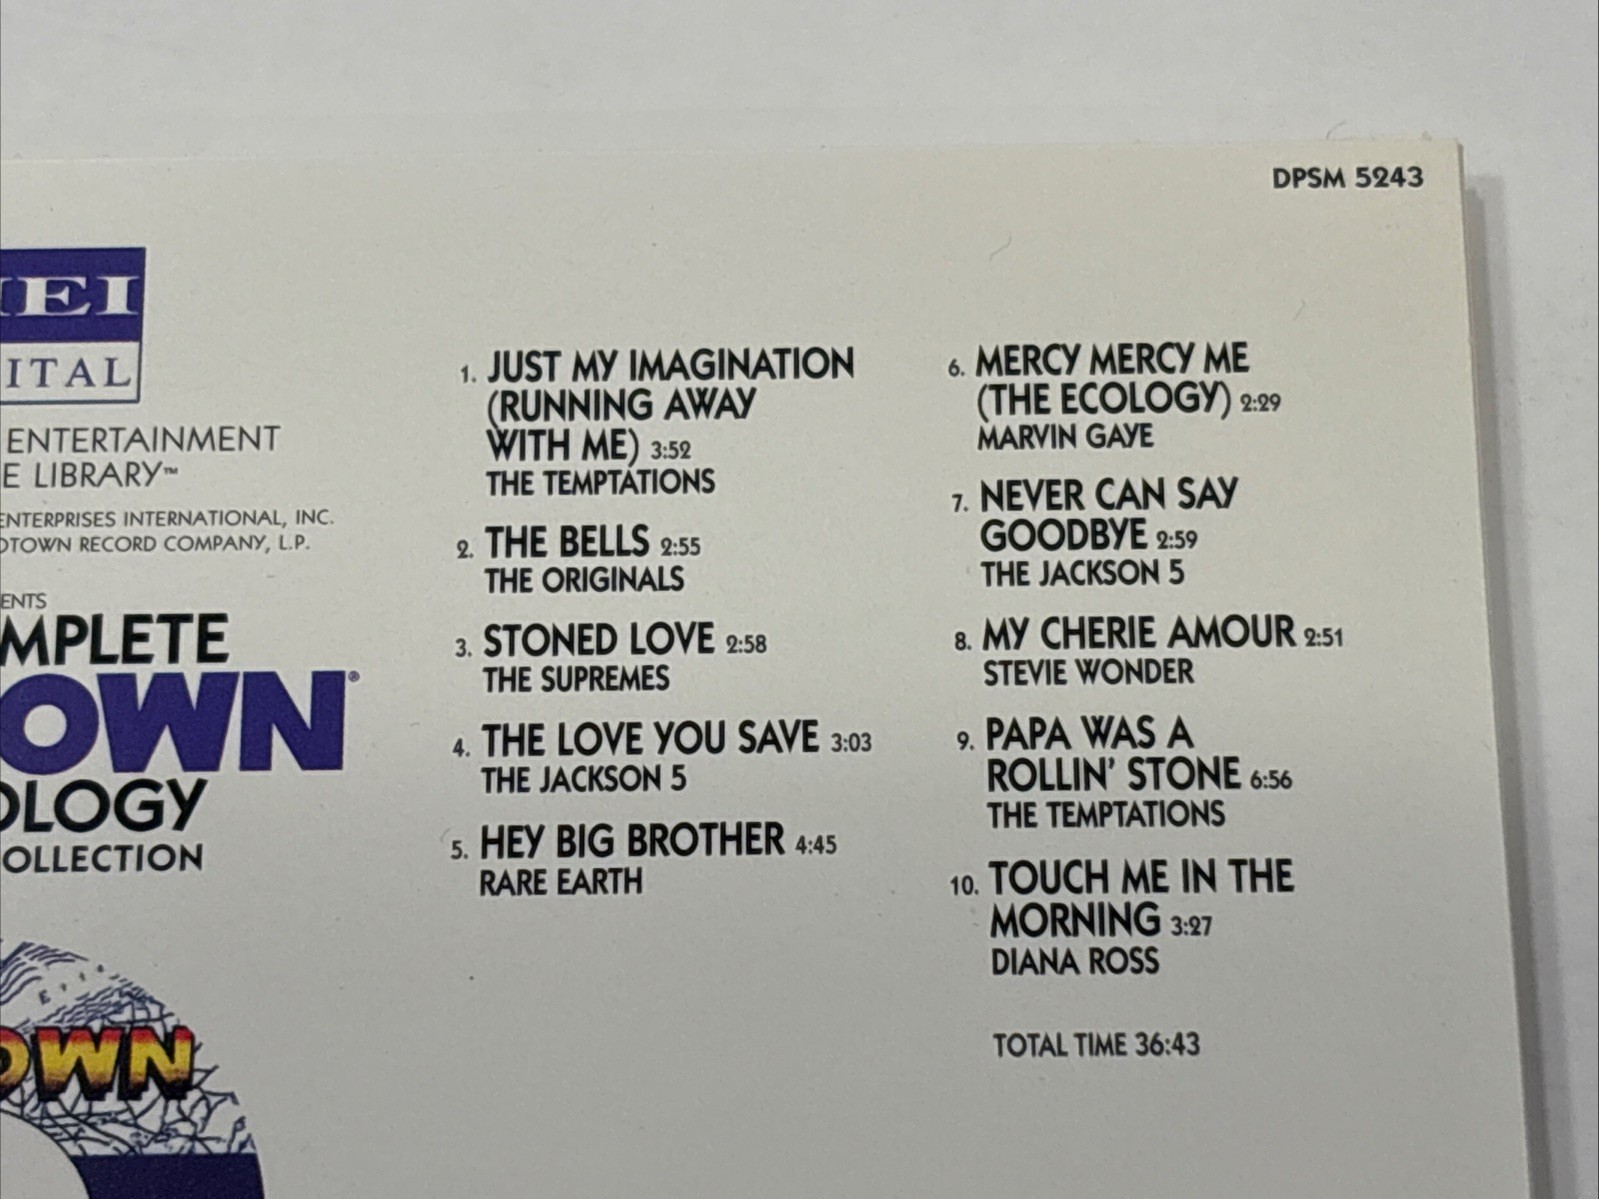 DPSM 5243
EI
ITAL
ENTERTAINMENT
E LIBRARY™
ENTERPRISES INTERNATIONAL, INC.
OTOWN RECORD COMPANY, L.P.
ENTS
MPLETE
OWN®
OLOGY
OLLECTION
OWN
1. JUST MY IMAGINATION
(RUNNING AWAY
WITH ME) 3:52
THE TEMPTATIONS
2. THE BELLS 2:55
THE ORIGINALS
3. STONED LOVE 2:58
THE SUPREMES
4. THE LOVE YOU SAVE 3:03
THE JACKSON 5
5. HEY BIG BROTHER 4:45
RARE EARTH
6. MERCY MERCY ME
(THE ECOLOGY) 2:29
MARVIN GAYE
7. NEVER CAN SAY
GOODBYE 2:59
THE JACKSON 5
8. MY CHERIE AMOUR 2:51
STEVIE WONDER
9. PAPA WAS A
ROLLIN' STONE 6:56
THE TEMPTATIONS
10. TOUCH ME IN THE
MORNING 3:27
DIANA ROSS
TOTAL TIME 36:43